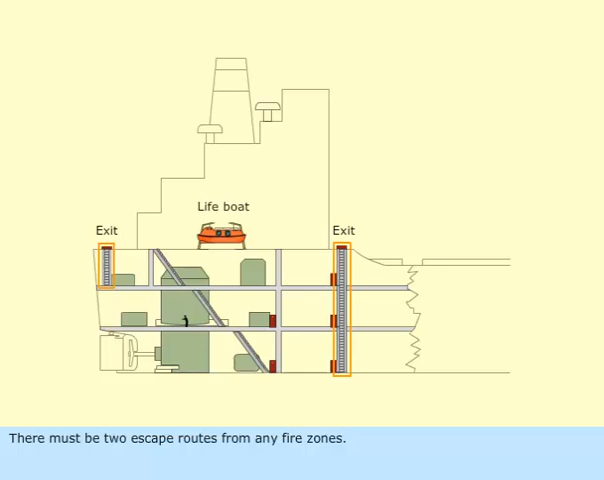 Life boat
Exit
Exit
There must be two escape routes from any fire zones.